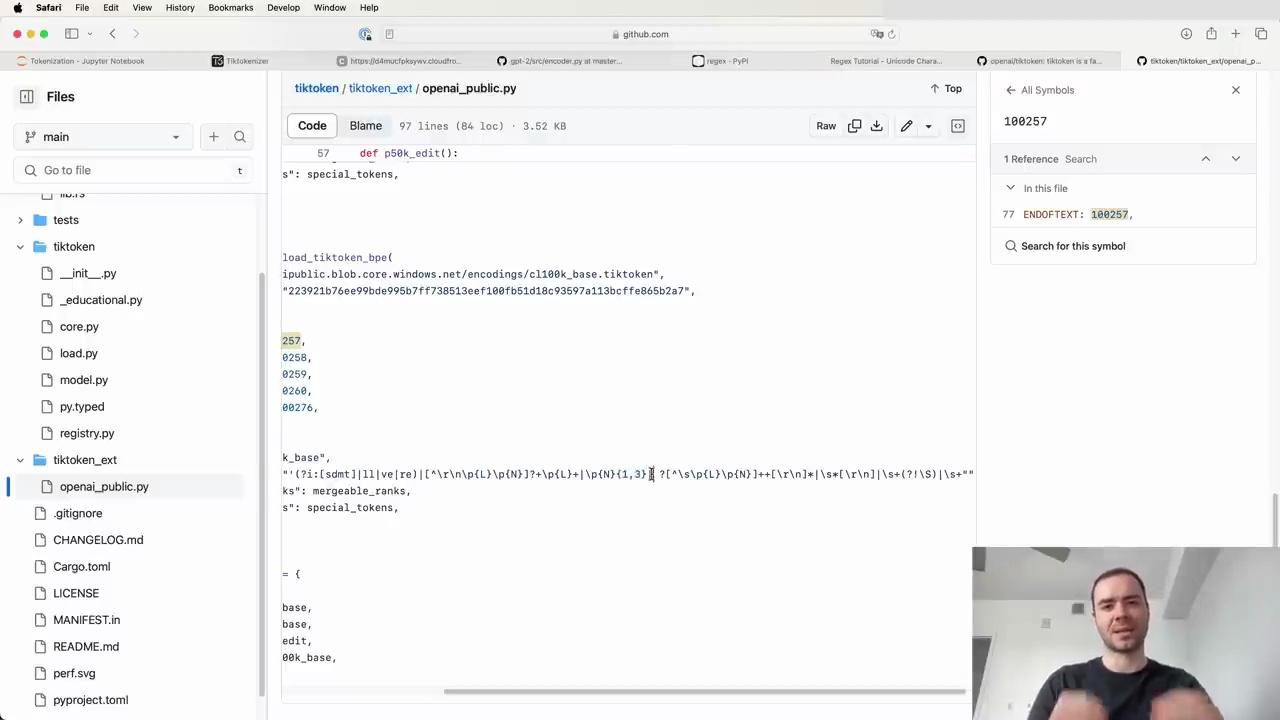 Safari File Edit View History Bookmarks Develop Window Help
github.com
Tokenization - Jupyter Notebook
Tiktokenizer
https://d4mucfpksywv.cloudfro...
gpt-2/src/encoder.py at master...
regex · PyPI
Regex Tutorial - Unicode Chara...
openai/tiktoken: tiktoken is a fa...
tiktoken/tiktoken_ext/openai_p...
Files
main
Go to file t
lib.rs
tests
tiktoken
__init__.py
_educational.py
core.py
load.py
model.py
py.typed
registry.py
tiktoken_ext
openai_public.py
.gitignore
CHANGELOG.md
Cargo.toml
LICENSE
MANIFEST.in
README.md
perf.svg
pyproject.toml
tiktoken / tiktoken_ext / openai_public.py
Top
Code Blame 97 lines (84 loc) · 3.52 KB
Raw
57 def p50k_edit():
s": special_tokens,
load_tiktoken_bpe(
ipublic.blob.core.windows.net/encodings/cl100k_base.tiktoken",
"223921b76ee99bde995b7ff738513eef100fb51d18c93597a113bcffe865b2a7",
257,
0258,
0259,
0260,
00276,
k_base",
""'(?i:[sdmt]|ll|ve|re)|[^\r\n\p{L}\p{N}]?+\p{L}+|\p{N}{1,3}| ?[^\s\p{L}\p{N}]++[\r\n]*|\s*[\r\n]|\s+(?!\S)|\s+""
ks": mergeable_ranks,
s": special_tokens,
= {
base,
base,
edit,
00k_base,
All Symbols
100257
1 Reference Search
In this file
77 ENDOFTEXT: 100257,
Search for this symbol